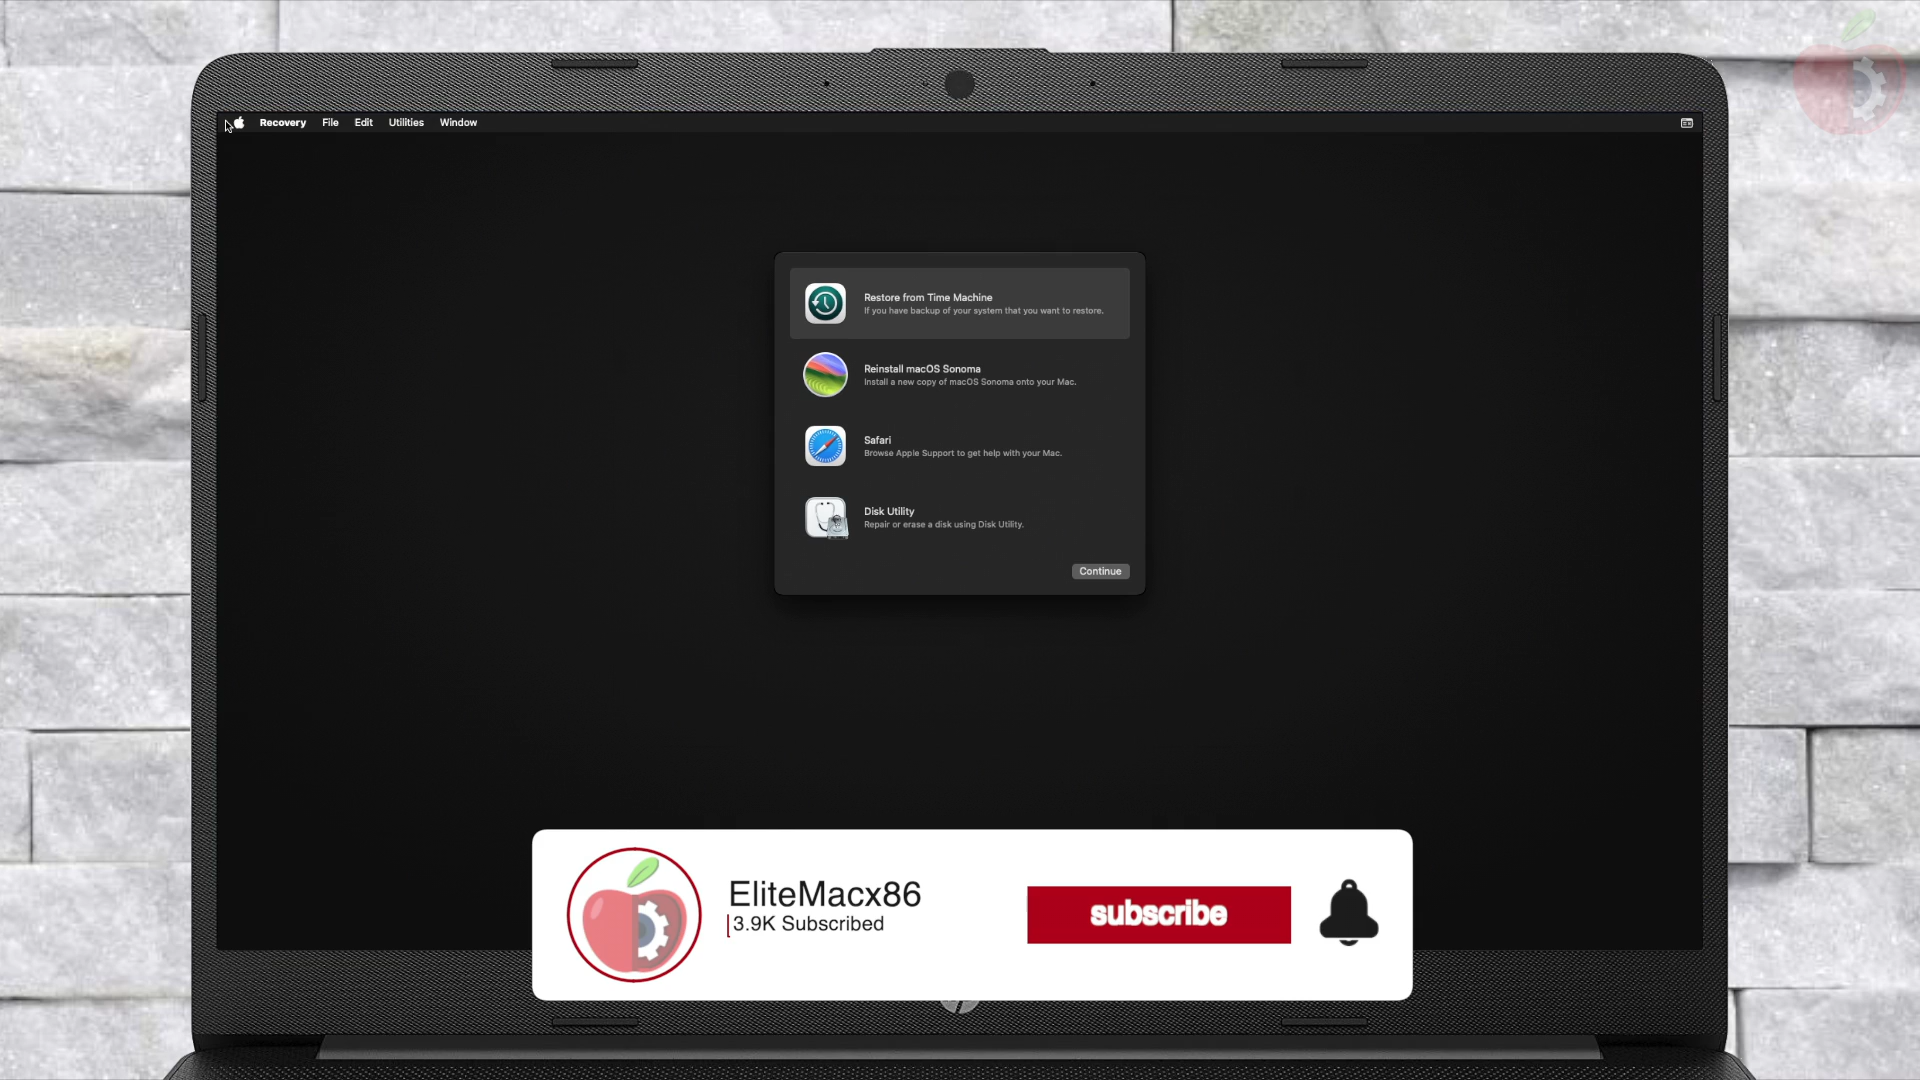 Recovery File Edit Utilities Window
Restore from Time Machine
If you have backup of your system that you want to restore.
Reinstall macOS Sonoma
Install a new copy of macOS Sonoma onto your Mac.
Safari
Browse Apple Support to get help with your Mac.
Disk Utility
Repair or erase a disk using Disk Utility.
Continue
EliteMacx86
3.9K Subscribed
subscribe
hp